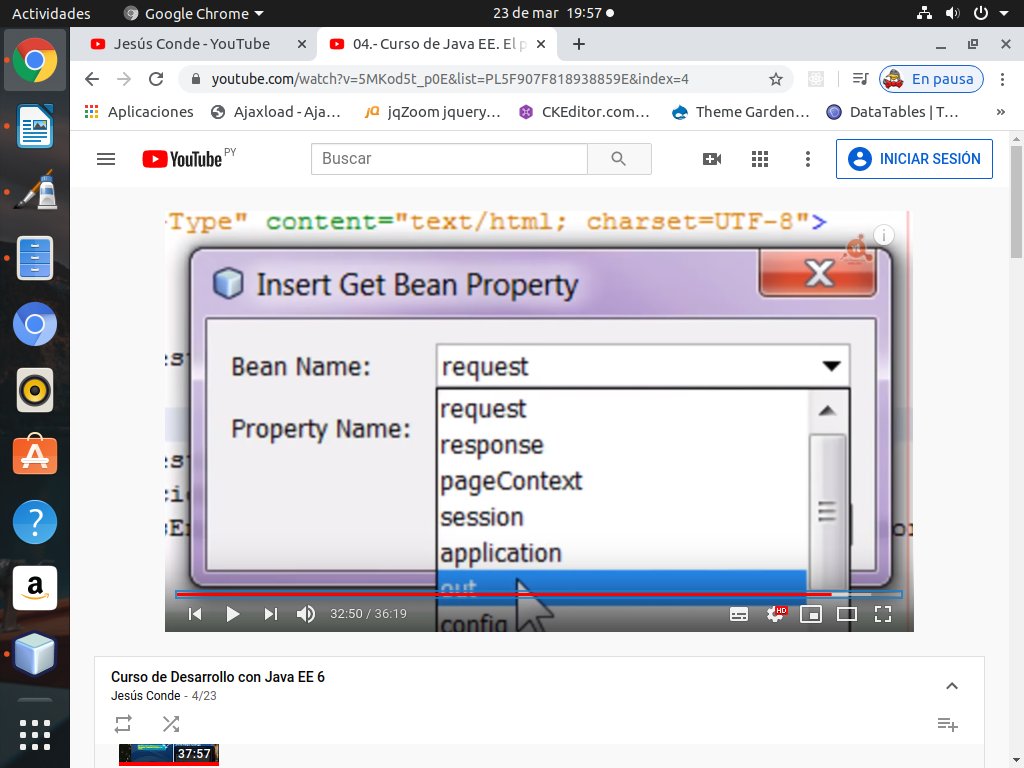 Actividades Google Chrome 23 de mar 19:57
Jesús Conde - YouTube 04.- Curso de Java EE. El p
youtube.com/watch?v=5MKod5t_p0E&list=PL5F907F818938859E&index=4 En pausa
Aplicaciones Ajaxload - Aja... jqZoom jquery... CKEditor.com... Theme Garden... DataTables | T... »
YouTube PY Buscar INICIAR SESIÓN
Type" content="text/html; charset=UTF-8">
Insert Get Bean Property
Bean Name: request
request
Property Name:
response
pageContext
session
application
out
config
32:50 / 36:19 HD
Curso de Desarrollo con Java EE 6
Jesús Conde - 4/23
37:57